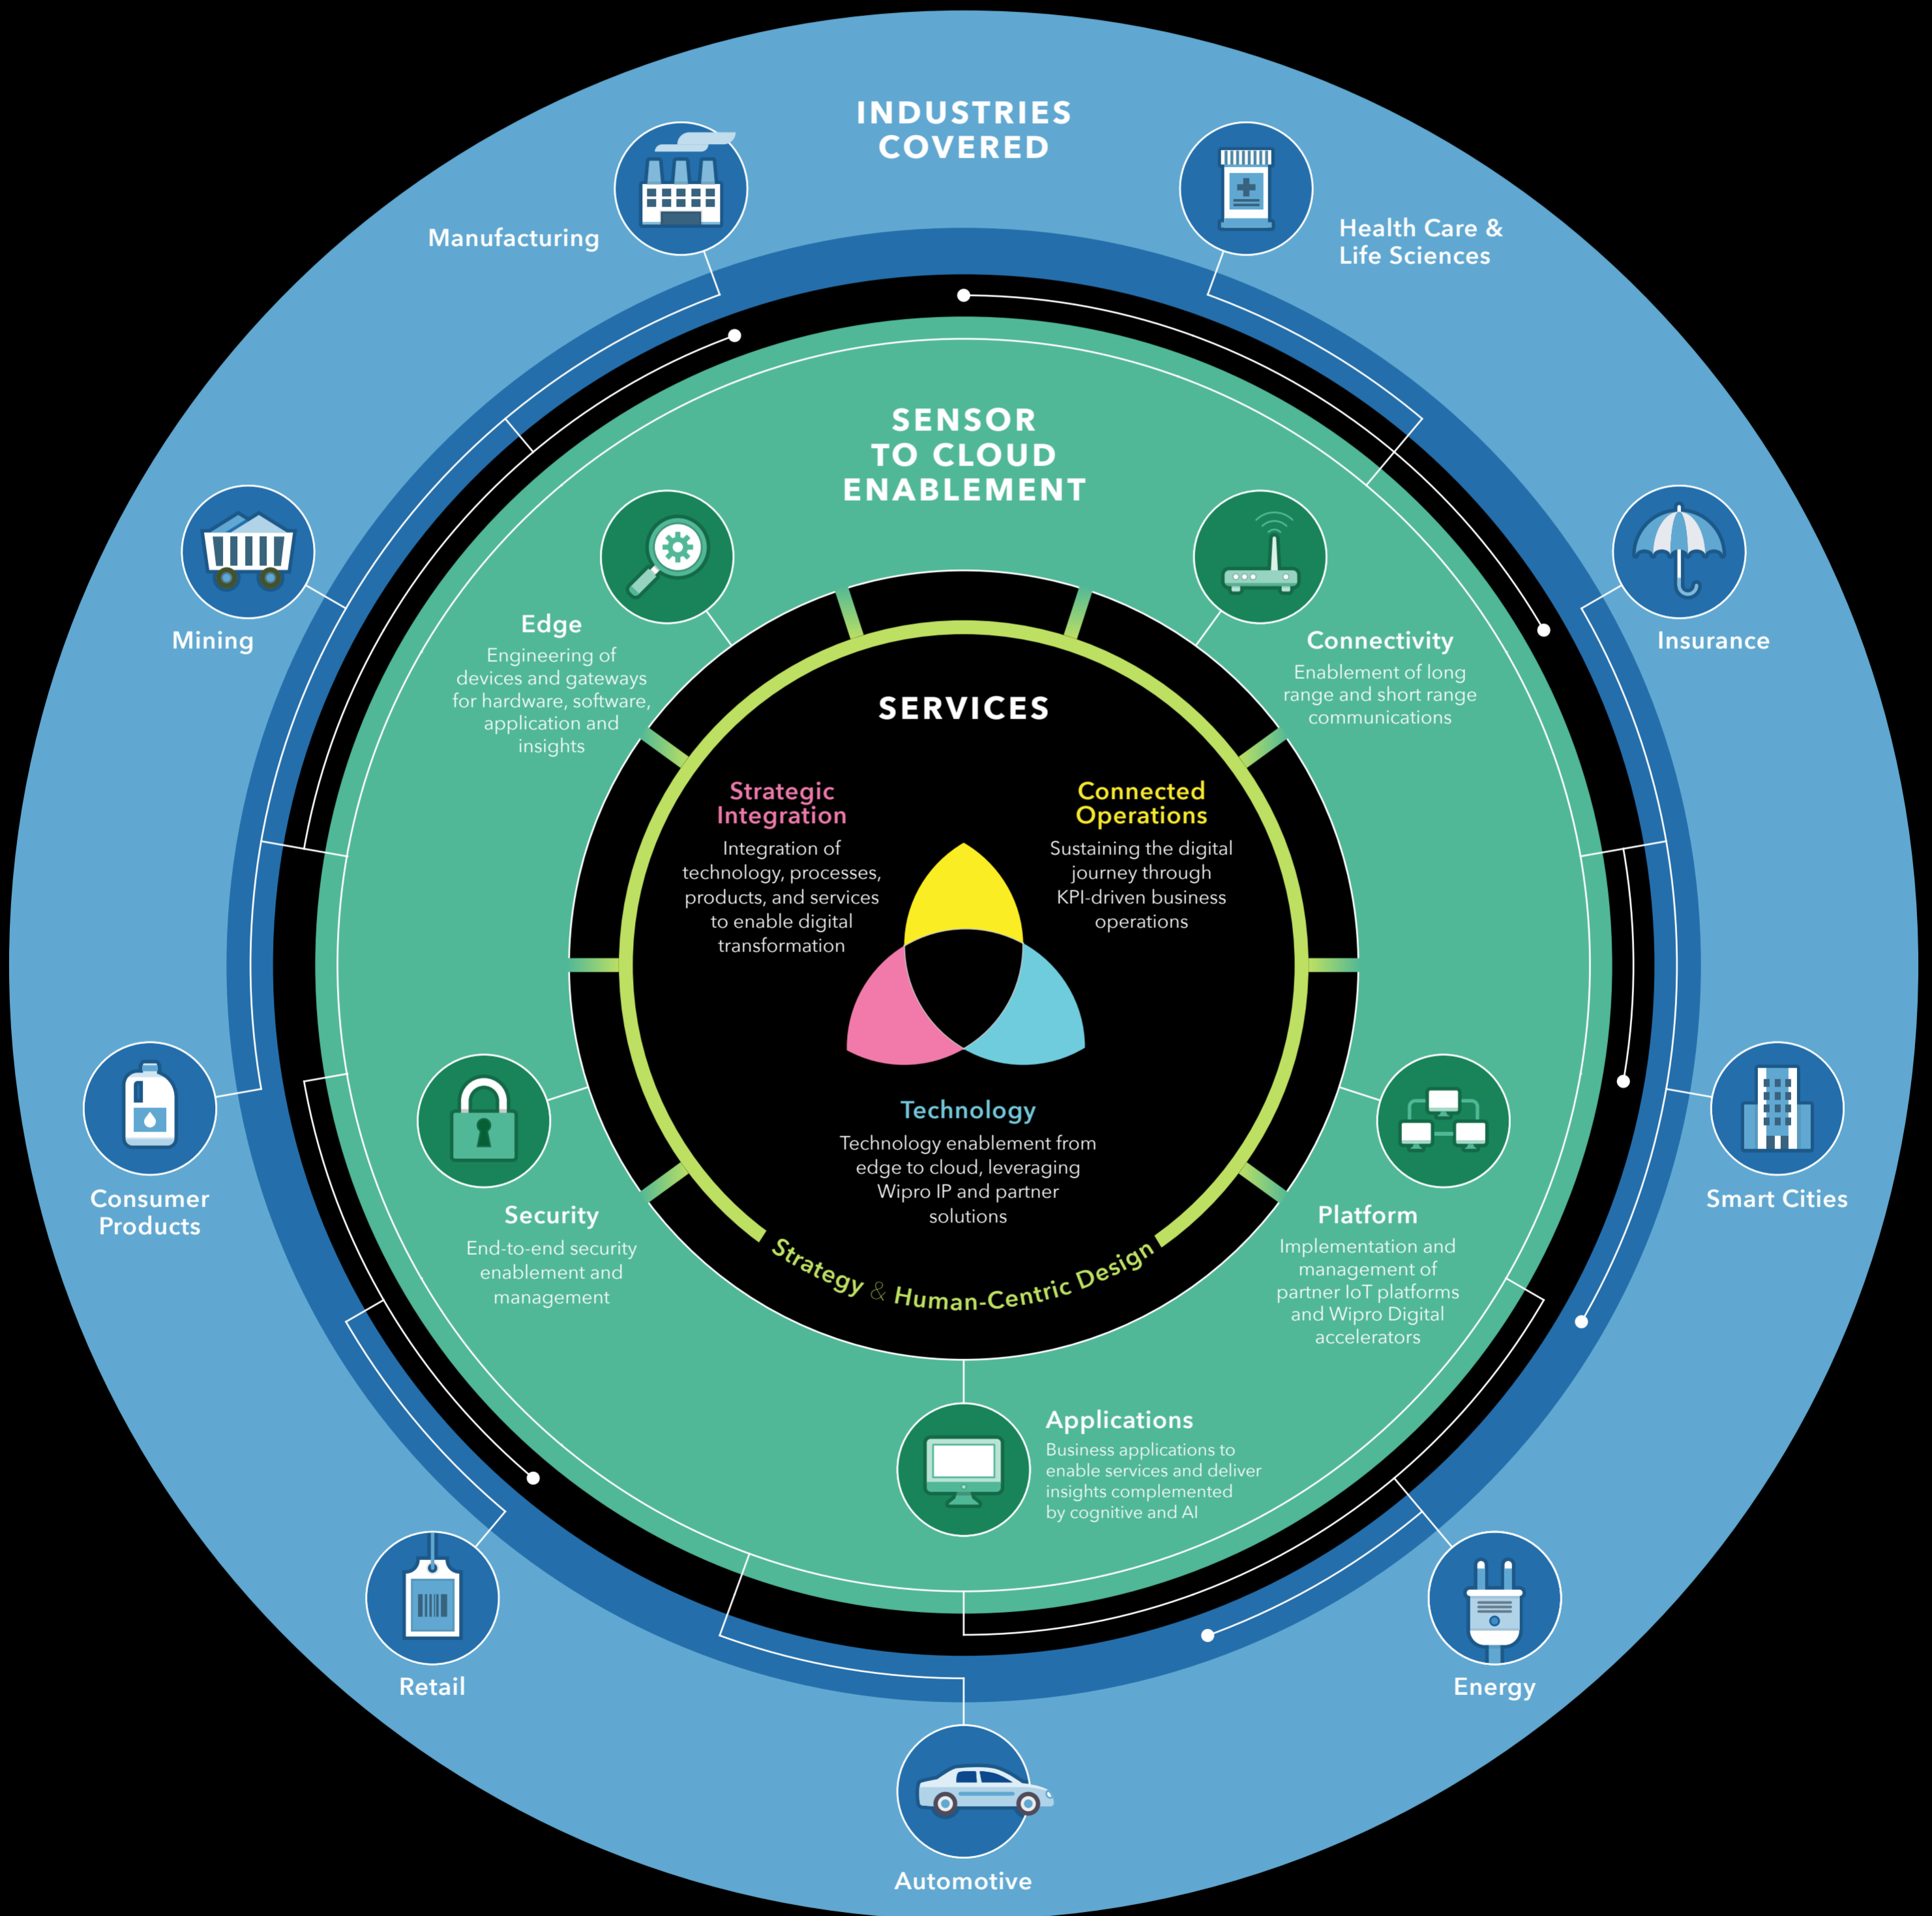 INDUSTRIES
COVERED
Manufacturing
Health Care &
Life Sciences
Mining
Insurance
Consumer
Products
Smart Cities
Retail
Energy
Automotive
SENSOR
TO CLOUD
ENABLEMENT
Edge
Engineering of
devices and gateways
for hardware, software,
application and
insights
Connectivity
Enablement of long
range and short range
communications
Security
End-to-end security
enablement and
management
Platform
Implementation and
management of
partner IoT platforms
and Wipro Digital
accelerators
Applications
Business applications to
enable services and deliver
insights complemented
by cognitive and AI
SERVICES
Strategic
Integration
Integration of
technology, processes,
products, and services
to enable digital
transformation
Connected
Operations
Sustaining the digital
journey through
KPI-driven business
operations
Technology
Technology enablement from
edge to cloud, leveraging
Wipro IP and partner
solutions
Strategy & Human-Centric Design